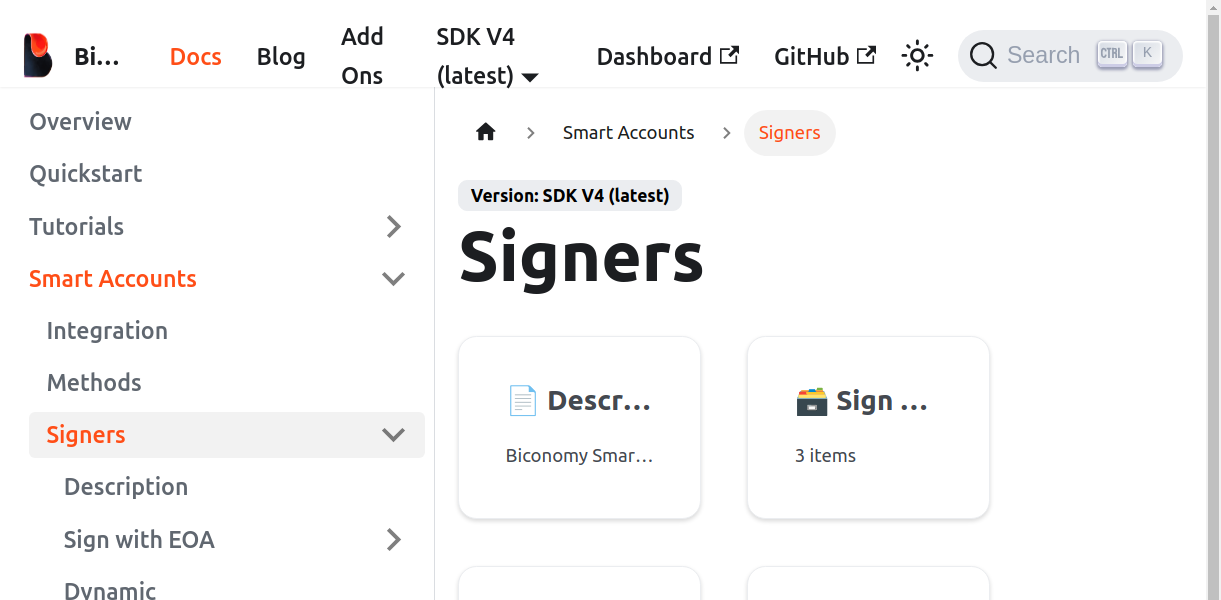 Bi...
Docs
Blog
Add
Ons
SDK V4
(latest)
Dashboard
GitHub
Search
CTRL
K
Overview
Quickstart
Tutorials
Smart Accounts
Integration
Methods
Signers
Description
Sign with EOA
Dynamic
Smart Accounts
Signers
Version: SDK V4 (latest)
Signers
Descr...
Biconomy Smar...
Sign ...
3 items